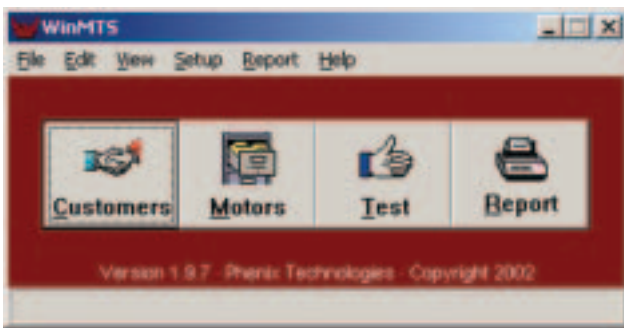 WinMTS
File Edit View Setup Report Help
Customers Motors Test Report
Version 1.9.7 - Phenix Technologies - Copyright 2002